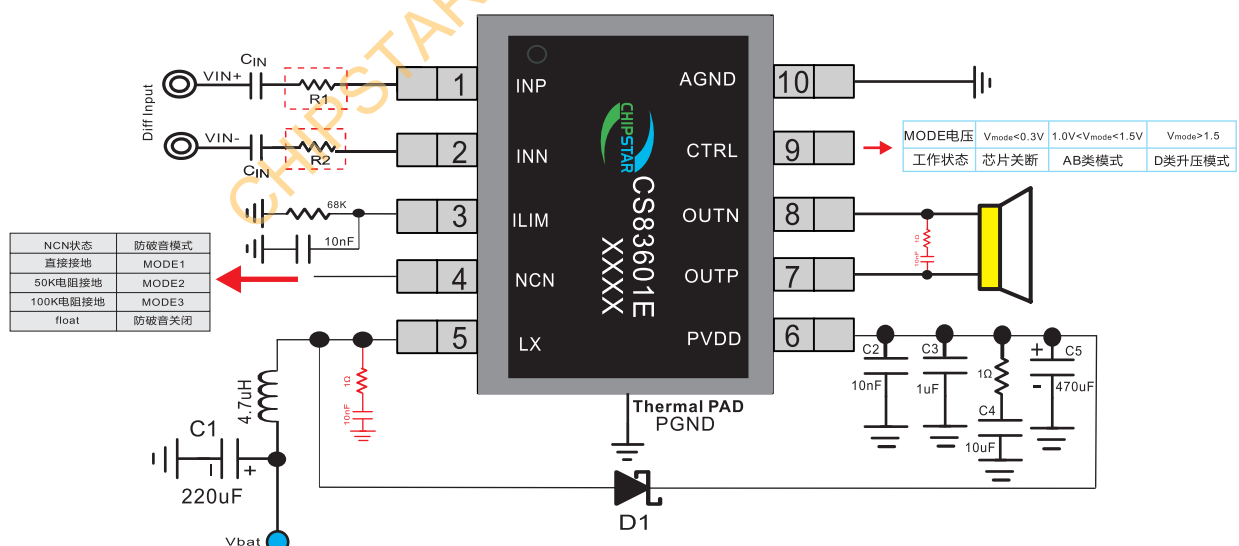 CHIPSTAR
Diff Input
VIN+
CIN
R1
VIN-
CIN
R2
68K
10nF
NCN状态 防破音模式
直接接地 MODE1
50K电阻接地 MODE2
100K电阻接地 MODE3
float 防破音关闭
1 INP
2 INN
3 ILIM
4 NCN
5 LX
CHIPSTAR
CS83601E
XXXX
10 AGND
9 CTRL
8 OUTN
7 OUTP
6 PVDD
MODE电压 Vmode<0.3V 1.0V<Vmode<1.5V Vmode>1.5
工作状态 芯片关断 AB类模式 D类升压模式
1Ω
10nF
4.7uH
1Ω
10nF
C1
- +
220uF
Vbat
Thermal PAD
PGND
D1
C2
10nF
C3
1uF
1Ω
C4
10uF
+ C5
-
470uF